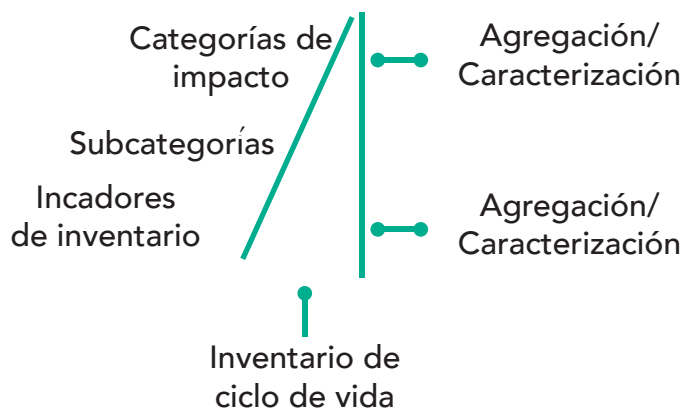 Categorías de
impacto
Agregación/
Caracterización
Subcategorías
Incadores
de inventario
Agregación/
Caracterización
Inventario de
ciclo de vida